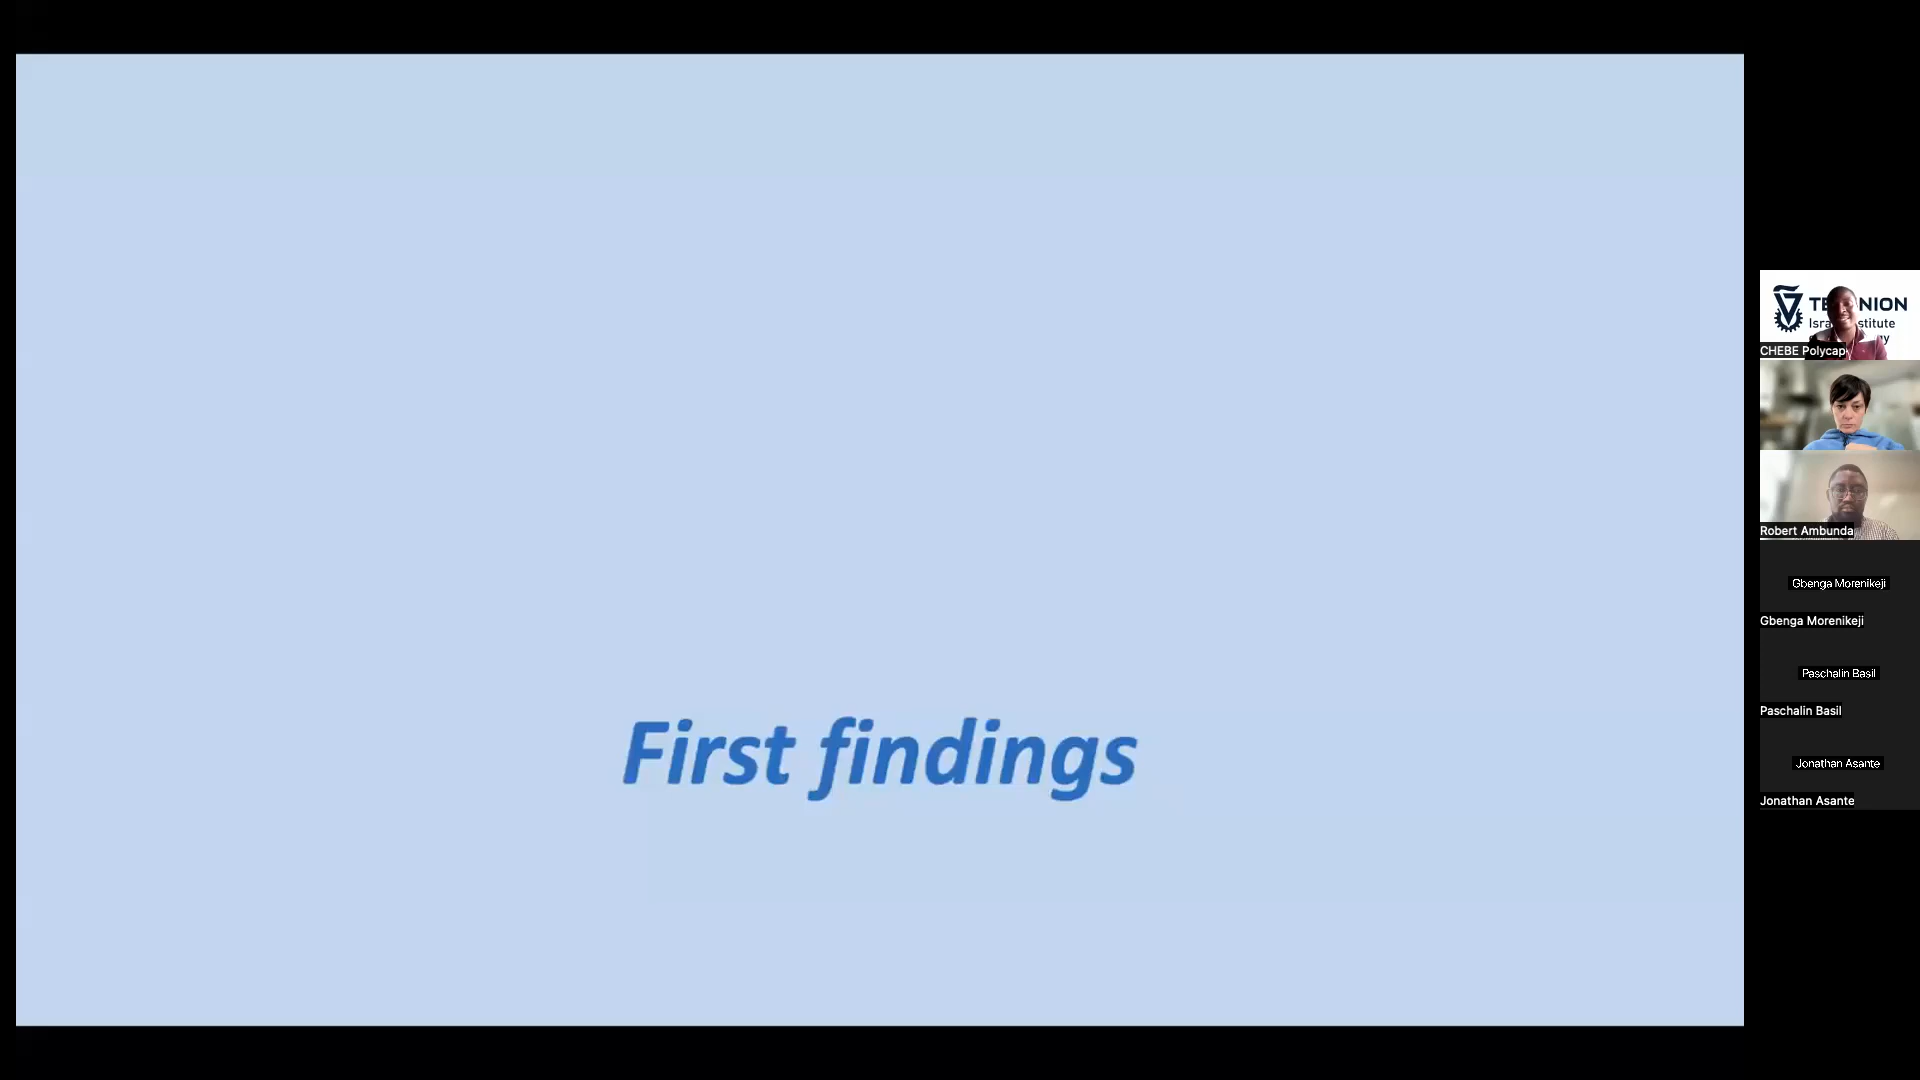 First findings
TE NION
Isra stitute
gy
CHEBE Polycap
Robert Ambunda
Gbenga Morenikeji
Gbenga Morenikeji
Paschalin Basil
Paschalin Basil
Jonathan Asante
Jonathan Asante